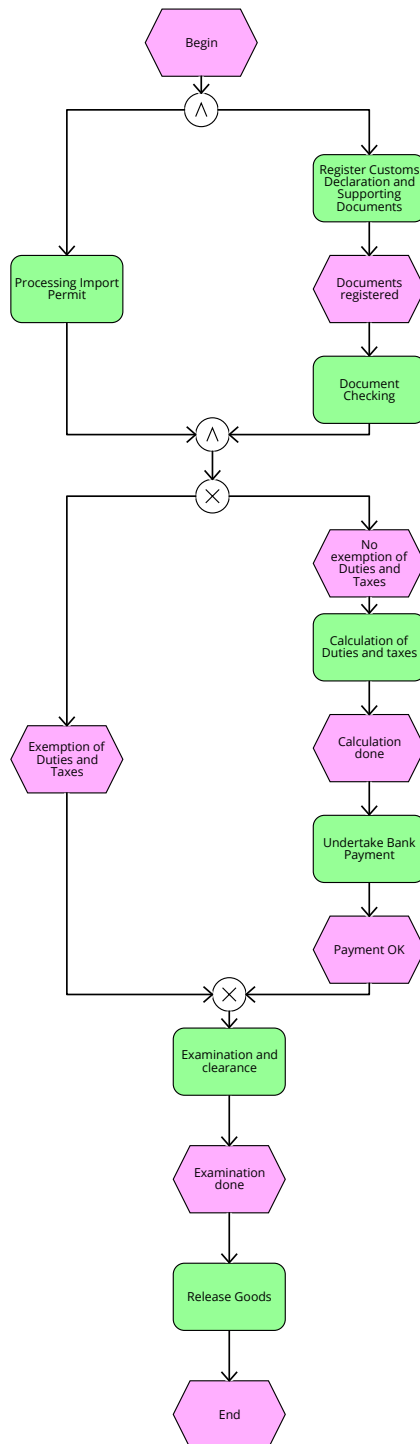 Begin
Register Customs
Declaration and
Supporting
Documents
Processing Import
Permit
Documents
registered
Document
Checking
No
exemption of
Duties and
Taxes
Calculation of
Duties and taxes
Exemption of
Duties and
Taxes
Calculation
done
Undertake Bank
Payment
Payment OK
Examination and
clearance
Examination
done
Release Goods
End